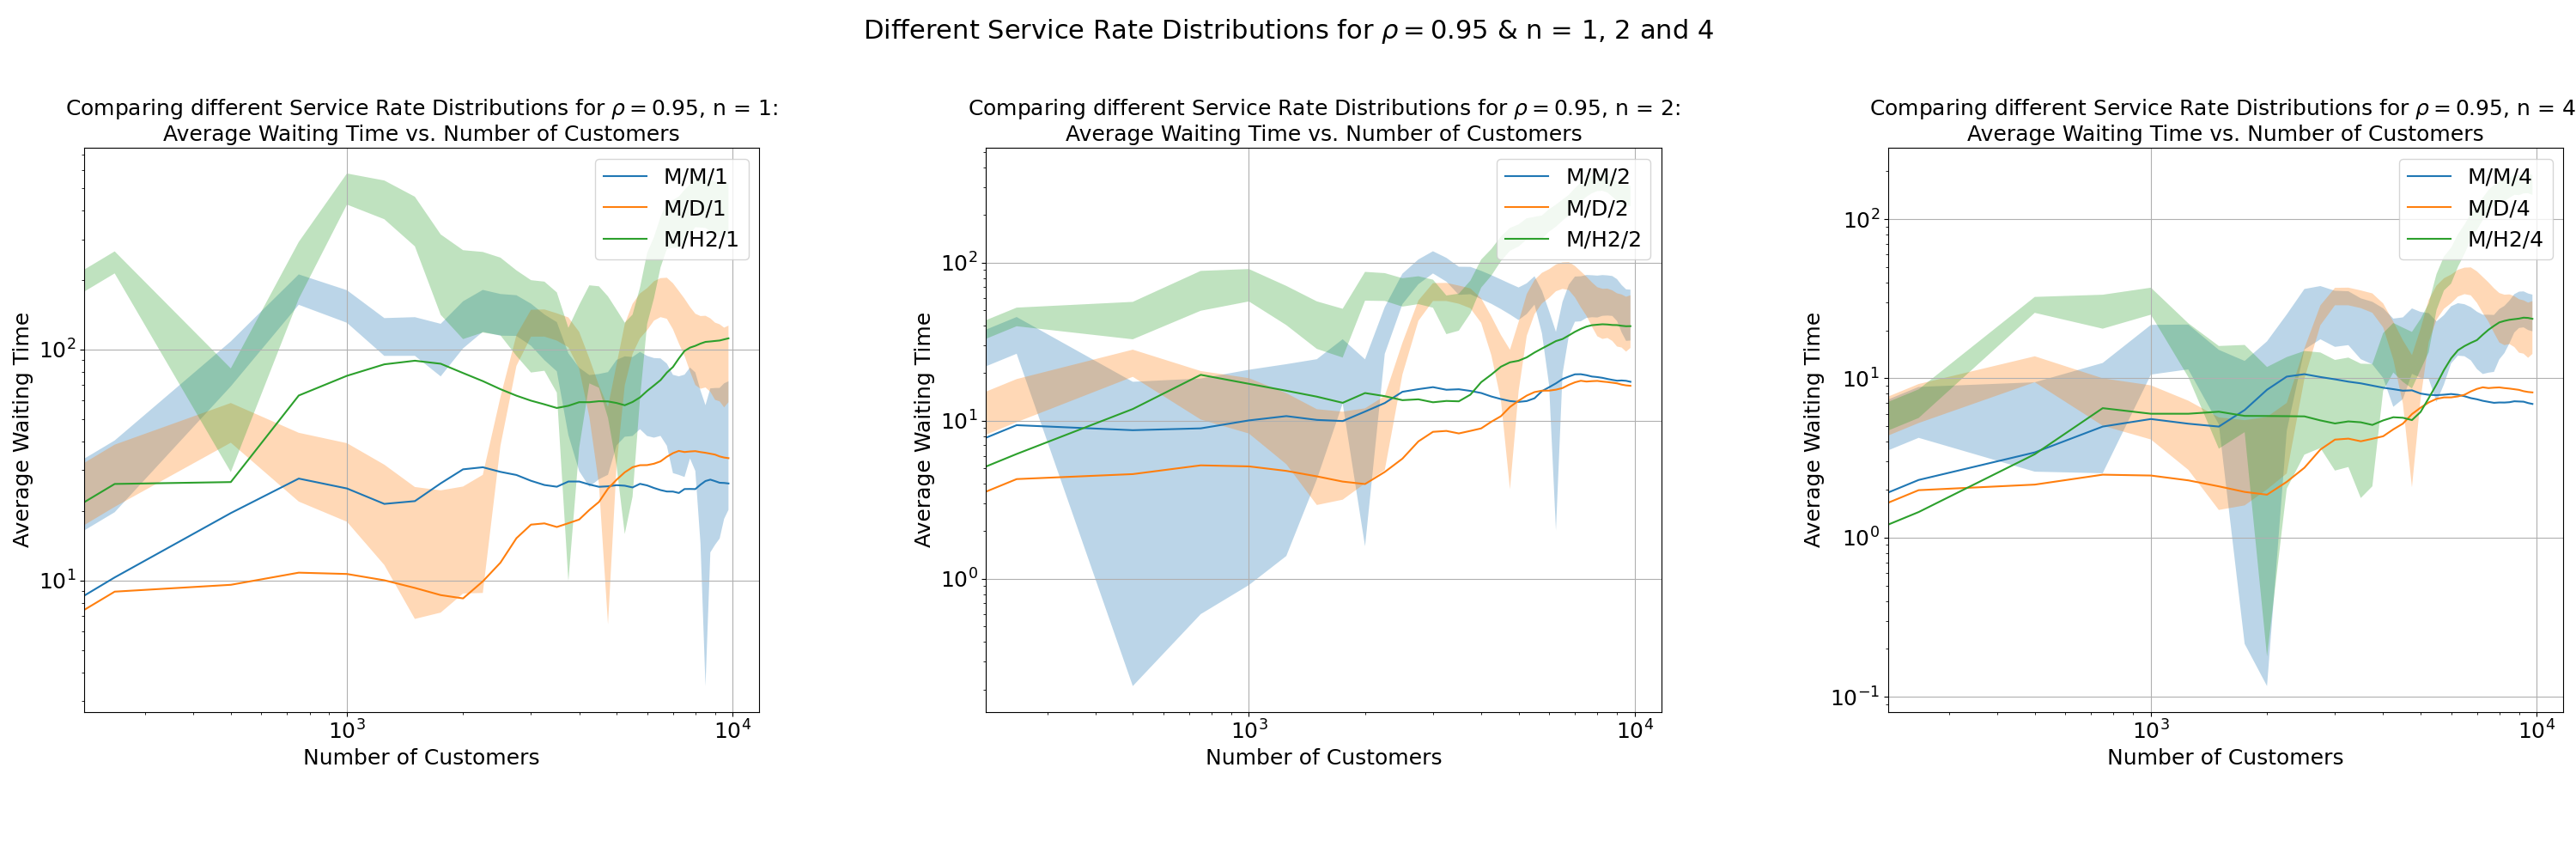 Different Service Rate Distributions for ρ = 0.95 & n = 1, 2 and 4
Comparing different Service Rate Distributions for ρ = 0.95, n = 1:
Average Waiting Time vs. Number of Customers
M/M/1
M/D/1
M/H2/1
10²
10¹
Average Waiting Time
10³
10⁴
Number of Customers
Comparing different Service Rate Distributions for ρ = 0.95, n = 2:
Average Waiting Time vs. Number of Customers
M/M/2
M/D/2
M/H2/2
10²
10¹
10⁰
Average Waiting Time
10³
10⁴
Number of Customers
Comparing different Service Rate Distributions for ρ = 0.95, n = 4
Average Waiting Time vs. Number of Customers
M/M/4
M/D/4
M/H2/4
10²
10¹
10⁰
10⁻¹
Average Waiting Time
10³
10⁴
Number of Customers